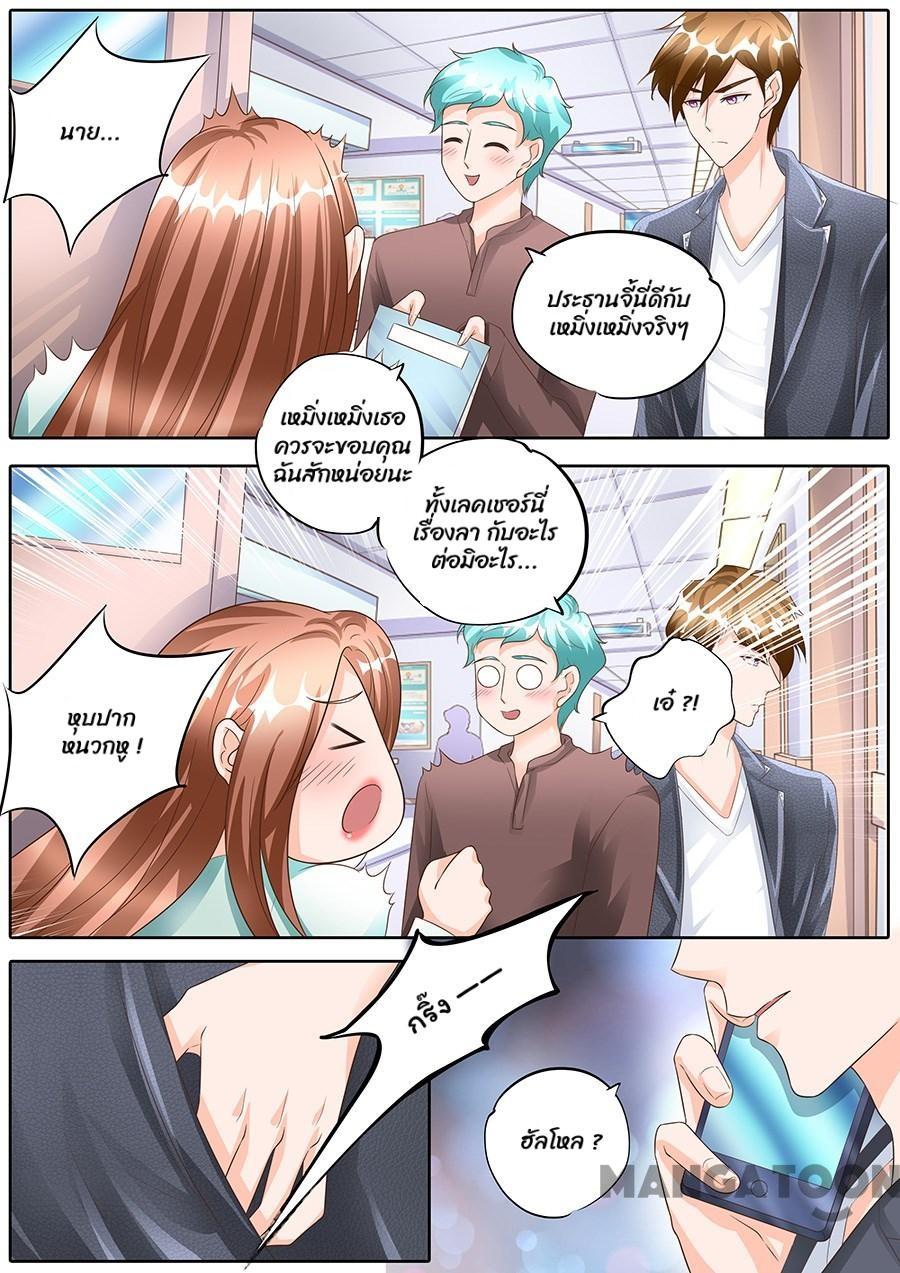 นาย...
ประธานจี้นี่ดีกับ
เหมิ่งเหมิ่งจริงๆ
เหมิ่งเหมิ่งเธอ
ควรจะขอบคุณ
ฉันสักหน่อยนะ
ทั้งเลคเชอร์นี่
เรื่องลา กับอะไร
ต่อมิอะไร...
หุบปาก
หนวกหู !
เอ๋ ?!
กริ๊ง ——
ฮัลโหล ?
MANGATOON